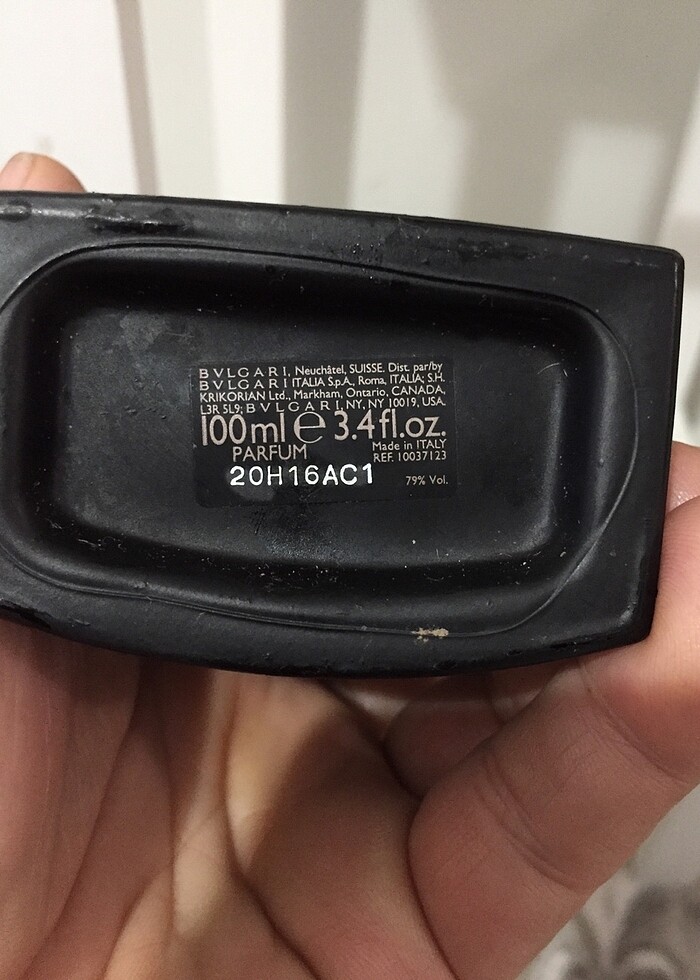 BVLGARI, Neuchâtel, SUISSE. Dist. par/by
BVLGARI ITALIA S.p.A., Roma, ITALIA; S.H.
KRIKORIAN Ltd., Markham, Ontario, CANADA,
L3R 5L9; BVLGARI, NY, NY 10019, USA.
100ml ℮ 3.4fl.oz.
PARFUM
Made in ITALY
REF. 10037123
20H16AC1
79% Vol.